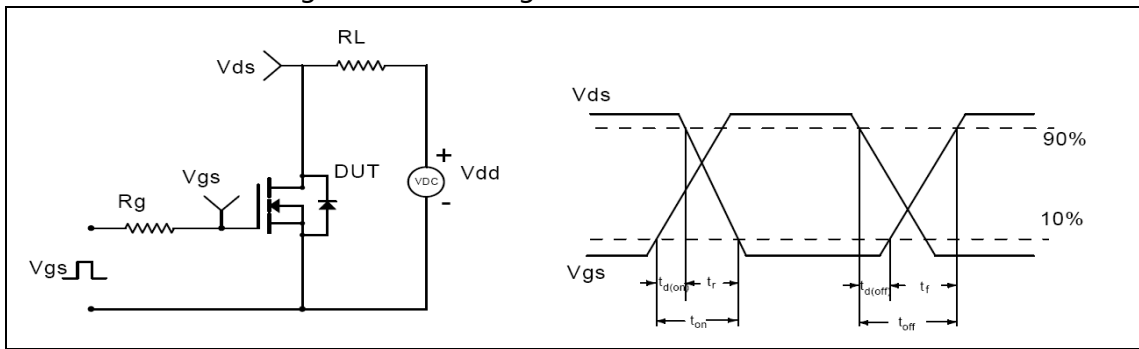 RL
Vds
Vgs
DUT
Rg
VDC
+
Vdd
-
Vgs
Vds
90%
10%
Vgs
td(on)
tr
td(off)
tf
ton
toff